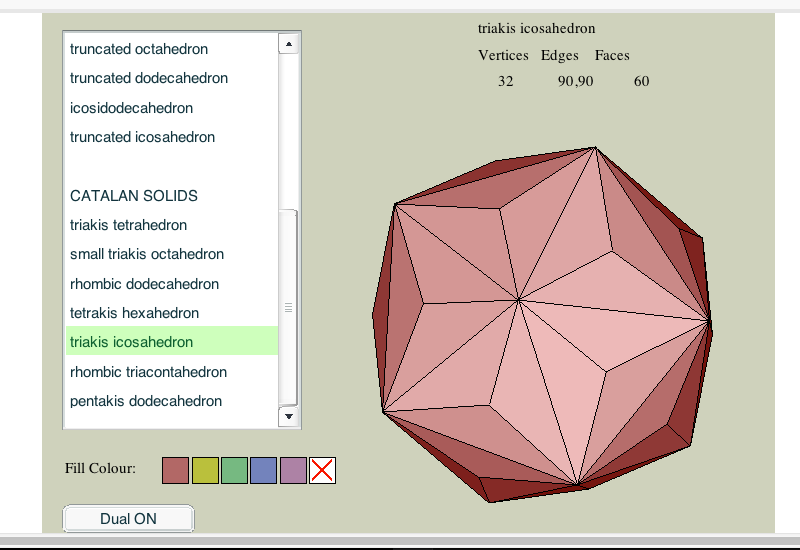 truncated octahedron
truncated dodecahedron
icosidodecahedron
truncated icosahedron
CATALAN SOLIDS
triakis tetrahedron
small triakis octahedron
rhombic dodecahedron
tetrakis hexahedron
triakis icosahedron
rhombic triacontahedron
pentakis dodecahedron
Fill Colour:
Dual ON
triakis icosahedron
Vertices Edges Faces
32 90,90 60